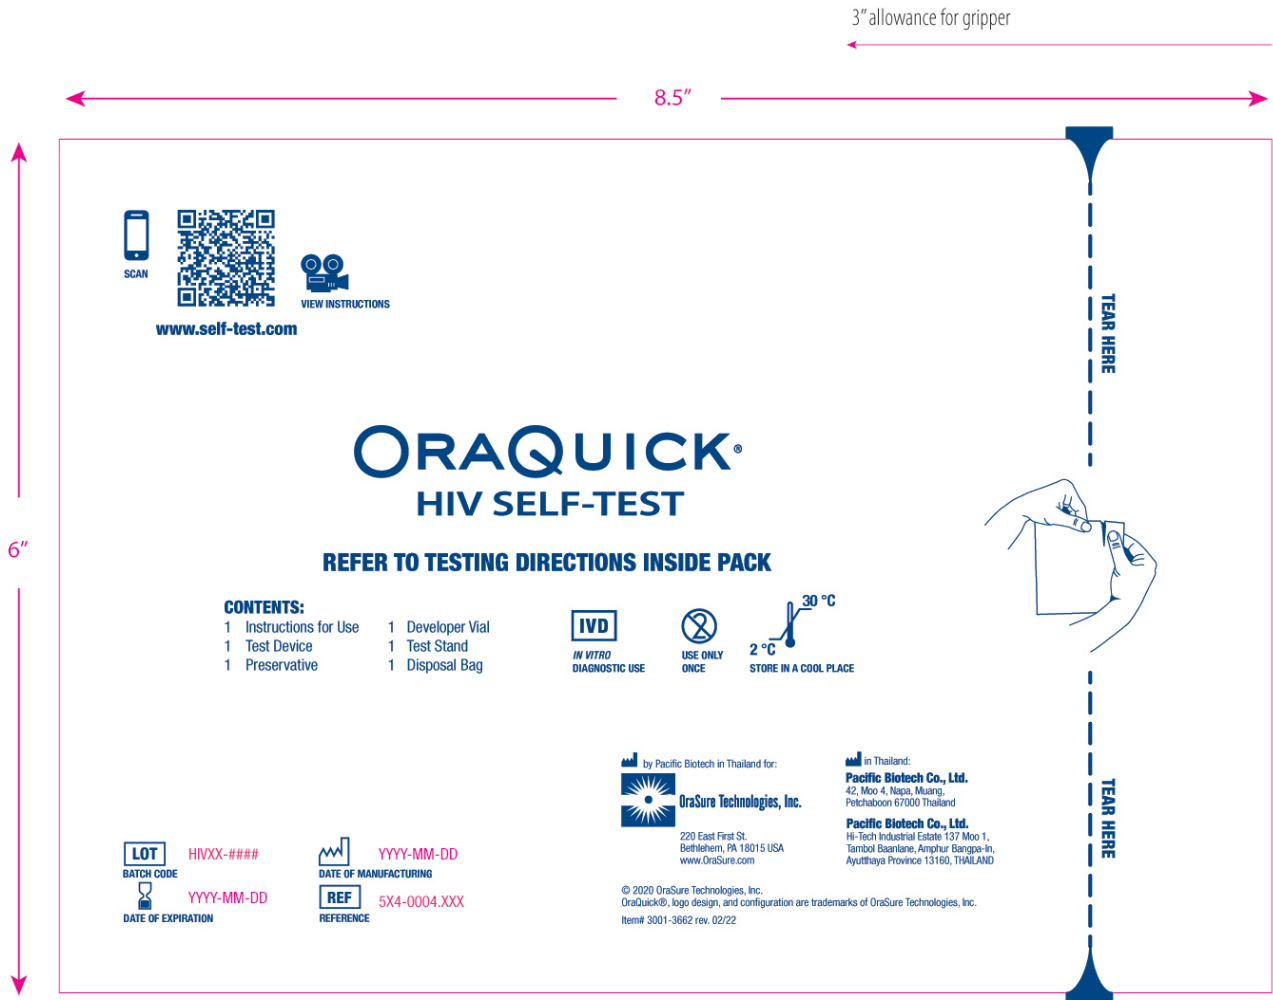 3” allowance for gripper
8.5”
6”
SCAN
VIEW INSTRUCTIONS
www.self-test.com
TEAR HERE
ORAQUICK®
HIV SELF-TEST
REFER TO TESTING DIRECTIONS INSIDE PACK
CONTENTS:
1 Instructions for Use
1 Test Device
1 Preservative
1 Developer Vial
1 Test Stand
1 Disposal Bag
IVD
IN VITRO
DIAGNOSTIC USE
2
USE ONLY
ONCE
30 °C
2 °C
STORE IN A COOL PLACE
by Pacific Biotech in Thailand for:
OraSure Technologies, Inc.
220 East First St.
Bethlehem, PA 18015 USA
www.OraSure.com
in Thailand:
Pacific Biotech Co., Ltd.
42, Moo 4, Napa, Muang,
Petchaboon 67000 Thailand
Pacific Biotech Co., Ltd.
Hi-Tech Industrial Estate 137 Moo 1,
Tambol Baanlane, Amphur Bangpa-In,
Ayutthaya Province 13160, THAILAND
TEAR HERE
LOT HIVXX-####
BATCH CODE
YYYY-MM-DD
DATE OF MANUFACTURING
YYYY-MM-DD
DATE OF EXPIRATION
REF 5X4-0004.XXX
REFERENCE
© 2020 OraSure Technologies, Inc.
OraQuick®, logo design, and configuration are trademarks of OraSure Technologies, Inc.
Item# 3001-3662 rev. 02/22